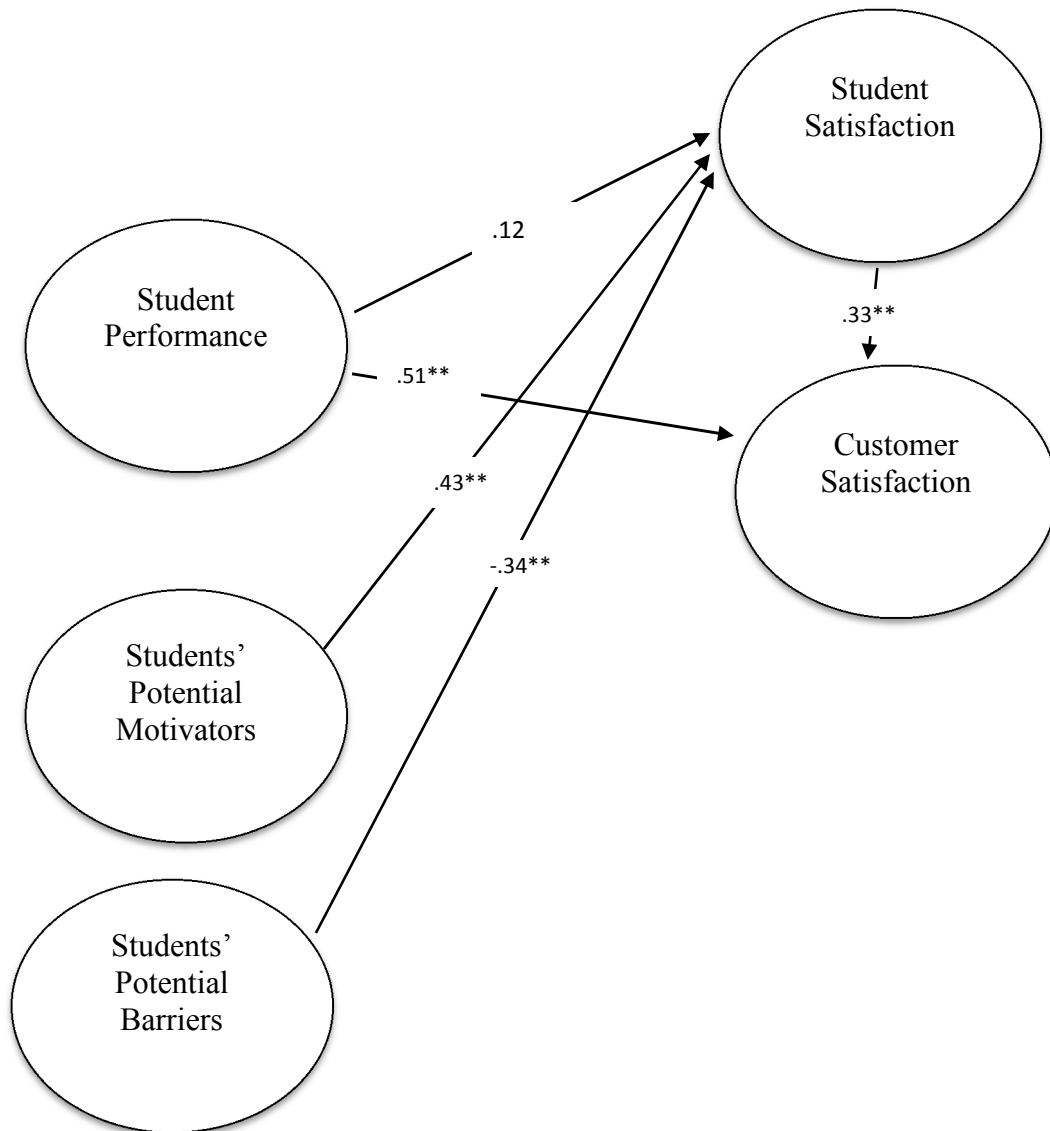 Student
Satisfaction
.12
Student
Performance
.33**
.51**
Customer
Satisfaction
.43**
-.34**
Students’
Potential
Motivators
Students’
Potential
Barriers